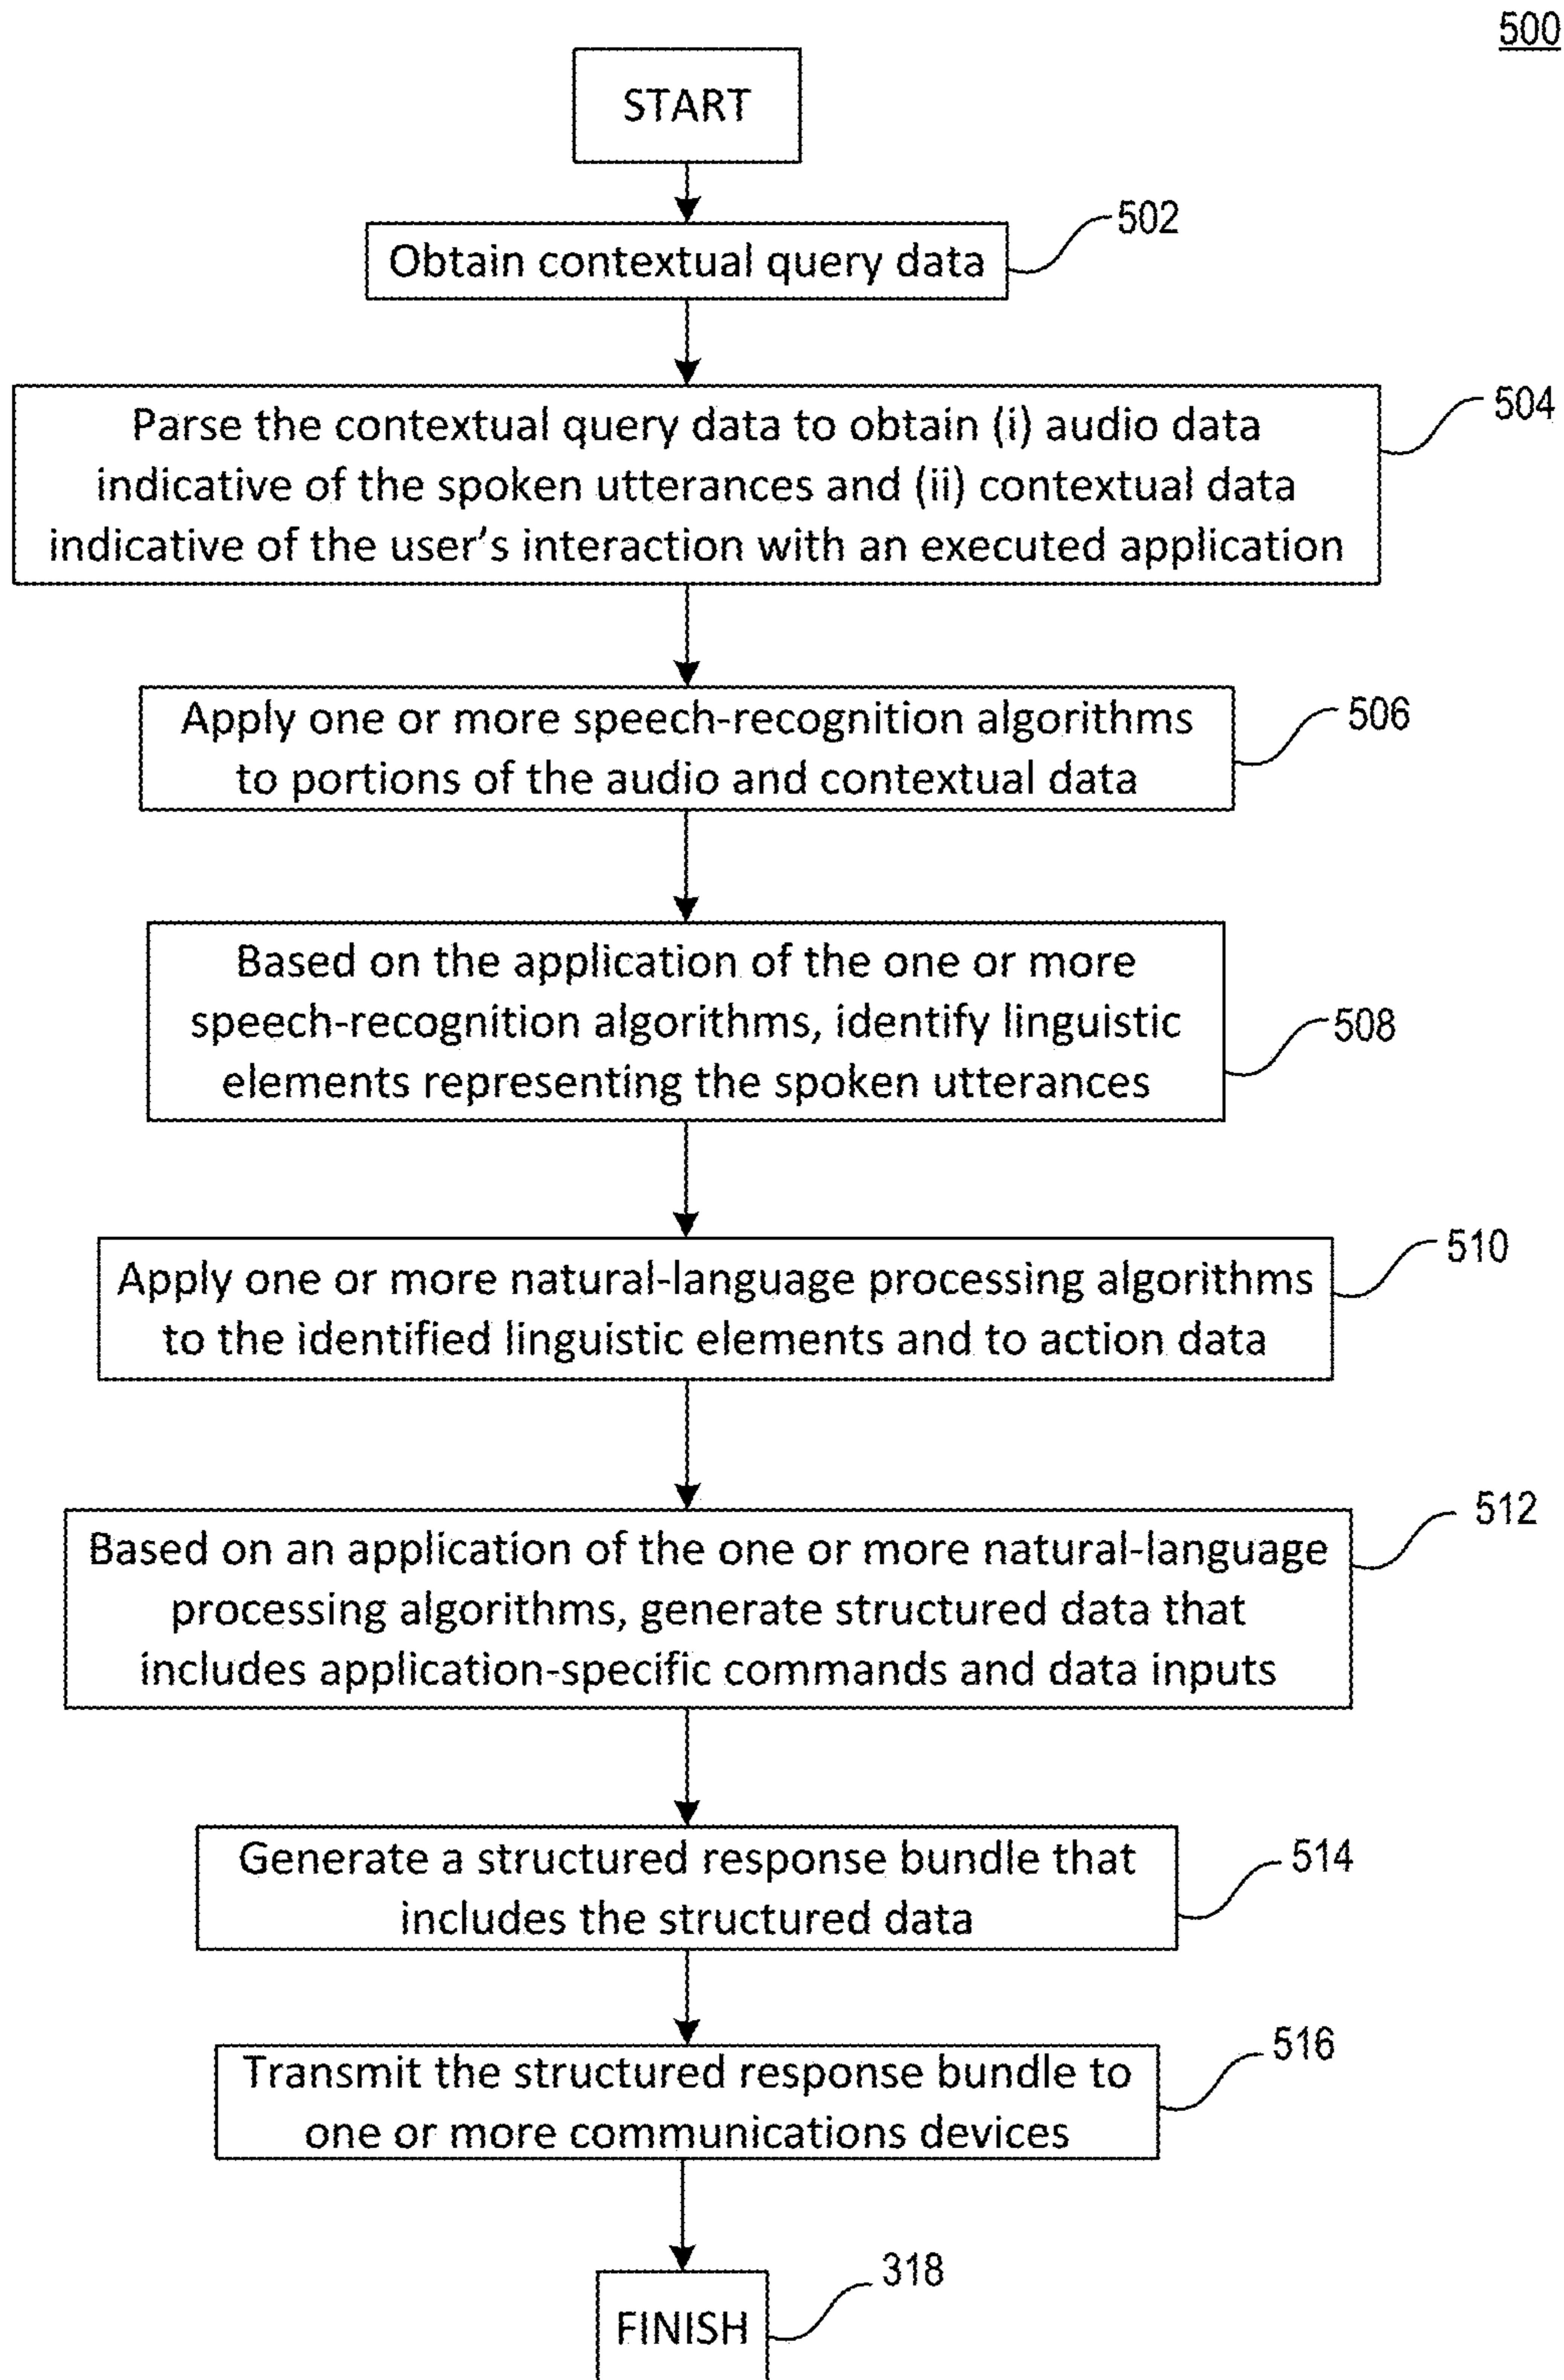 500
START
502
Obtain contextual query data
504
Parse the contextual query data to obtain (i) audio data
indicative of the spoken utterances and (ii) contextual data
indicative of the user's interaction with an executed application
506
Apply one or more speech-recognition algorithms
to portions of the audio and contextual data
508
Based on the application of the one or more
speech-recognition algorithms, identify linguistic
elements representing the spoken utterances
510
Apply one or more natural-language processing algorithms
to the identified linguistic elements and to action data
512
Based on an application of the one or more natural-language
processing algorithms, generate structured data that
includes application-specific commands and data inputs
514
Generate a structured response bundle that
includes the structured data
516
Transmit the structured response bundle to
one or more communications devices
318
FINISH